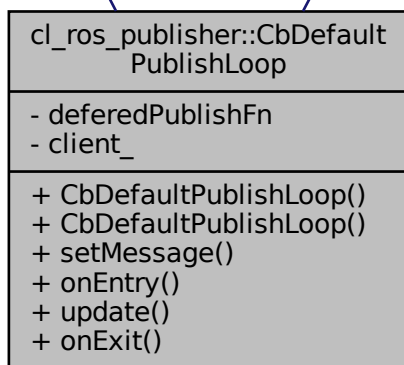 cl_ros_publisher::CbDefault
PublishLoop
- deferedPublishFn
- client_
+ CbDefaultPublishLoop()
+ CbDefaultPublishLoop()
+ setMessage()
+ onEntry()
+ update()
+ onExit()